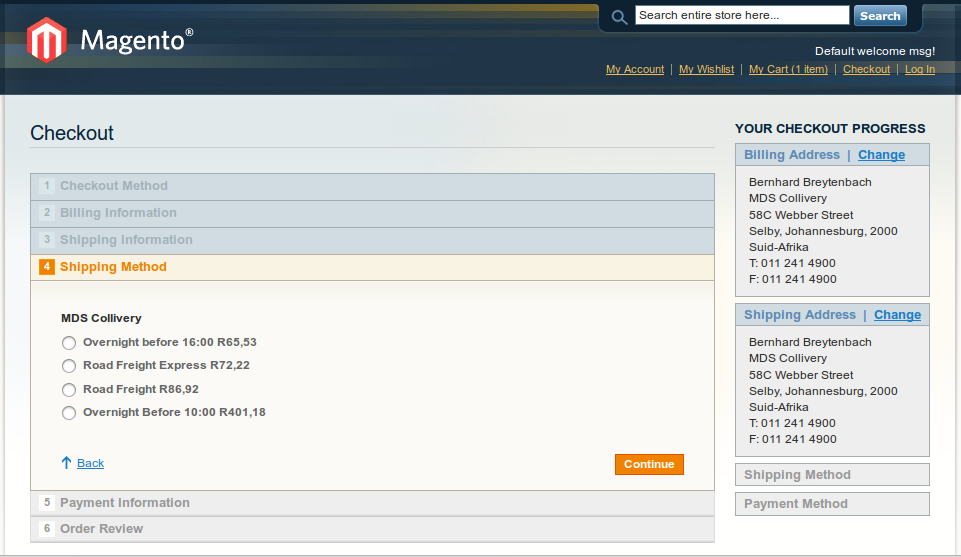 Search entire store here...
Search
Magento®
Default welcome msg!
My Account | My Wishlist | My Cart (1 item) | Checkout | Log In
Checkout
1 Checkout Method
2 Billing Information
3 Shipping Information
4 Shipping Method
MDS Collivery
Overnight before 16:00 R65,53
Road Freight Express R72,22
Road Freight R86,92
Overnight Before 10:00 R401,18
Back
Continue
5 Payment Information
6 Order Review
YOUR CHECKOUT PROGRESS
Billing Address | Change
Bernhard Breytenbach
MDS Collivery
58C Webber Street
Selby, Johannesburg, 2000
Suid-Afrika
T: 011 241 4900
F: 011 241 4900
Shipping Address | Change
Bernhard Breytenbach
MDS Collivery
58C Webber Street
Selby, Johannesburg, 2000
Suid-Afrika
T: 011 241 4900
F: 011 241 4900
Shipping Method
Payment Method